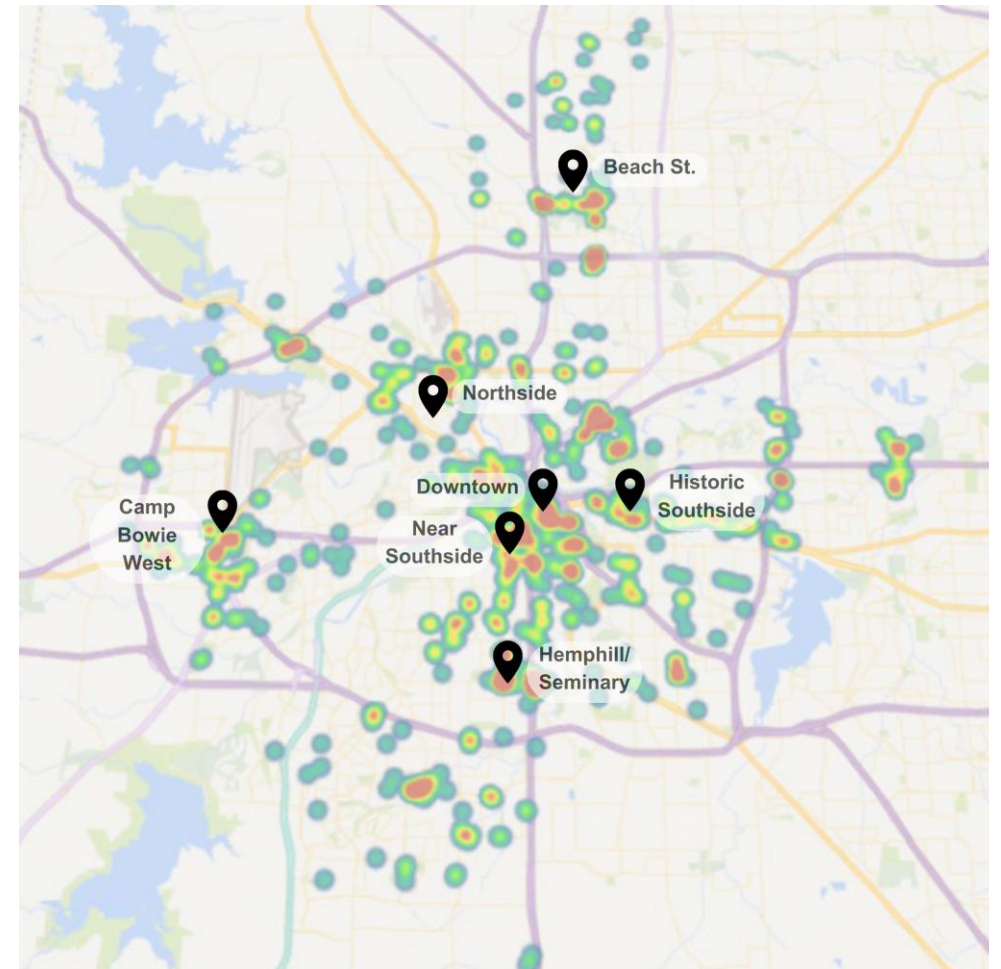 Beach St.
Northside
Downtown
Historic
Southside
Camp
Bowie
West
Near
Southside
Hemphill/
Seminary